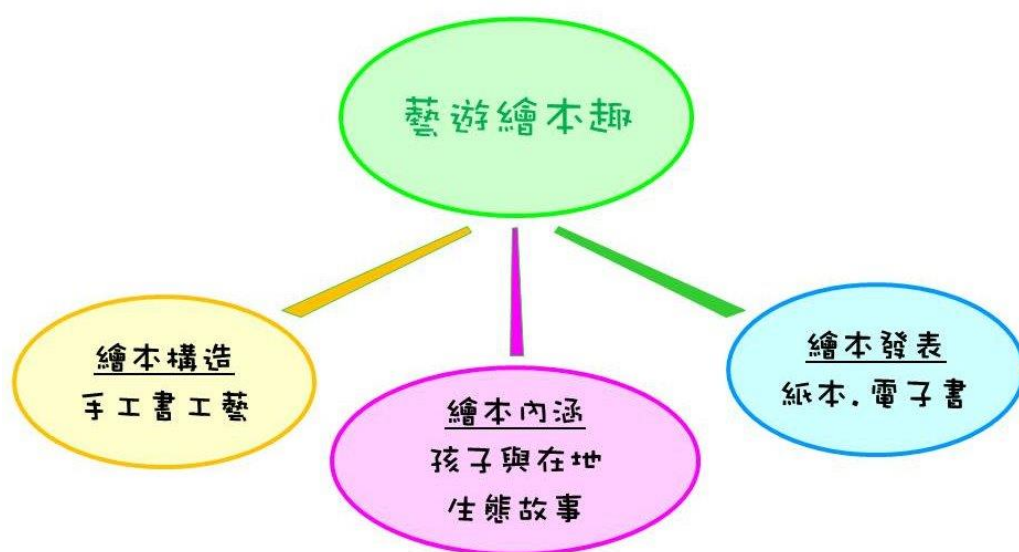 藝遊繪本趣
繪本構造
手工書工藝
繪本內涵
孩子與在地
生態故事
繪本發表
紙本.電子書